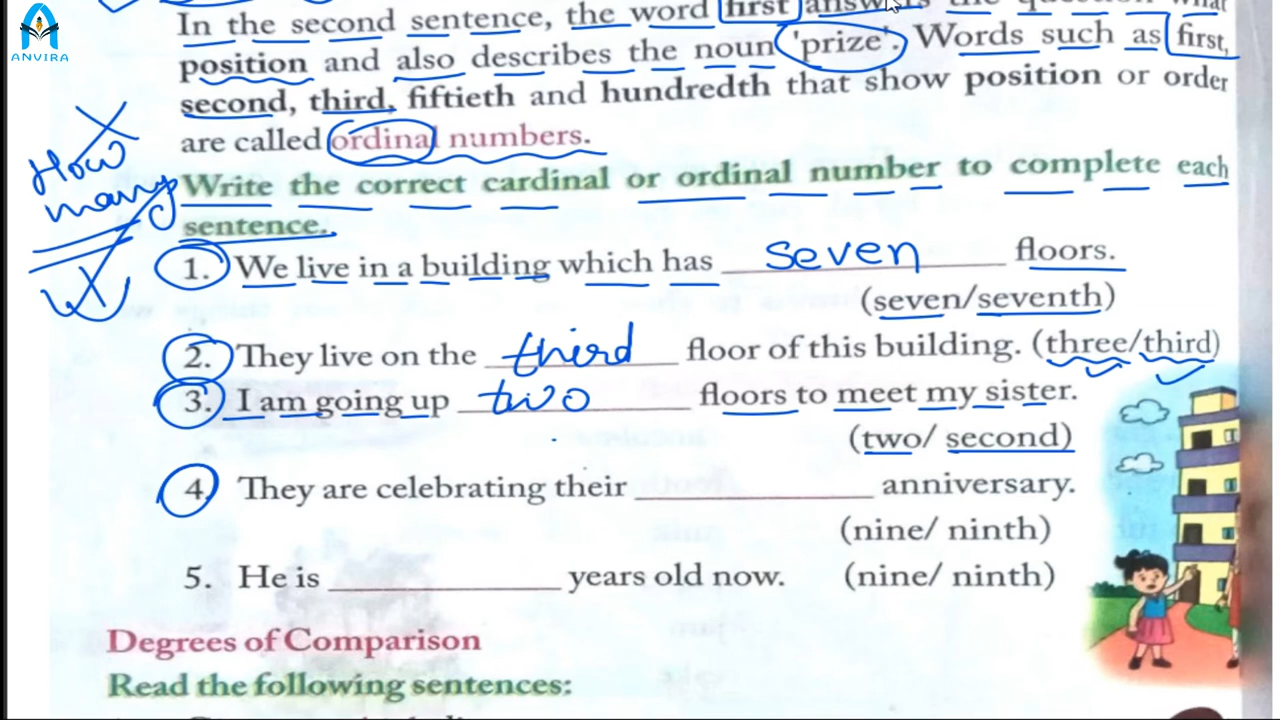 In the second sentence, the word first answers the question what
position and also describes the noun 'prize'. Words such as first,
second, third, fiftieth and hundredth that show position or order
are called ordinal numbers.
ANVIRA
How
many
Write the correct cardinal or ordinal number to complete each
sentence.
1. We live in a building which has seven floors.
(seven/seventh)
2. They live on the third floor of this building. (three/third)
3. I am going up two floors to meet my sister.
(two/ second)
4. They are celebrating their anniversary.
(nine/ ninth)
5. He is years old now. (nine/ ninth)
Degrees of Comparison
Read the following sentences: